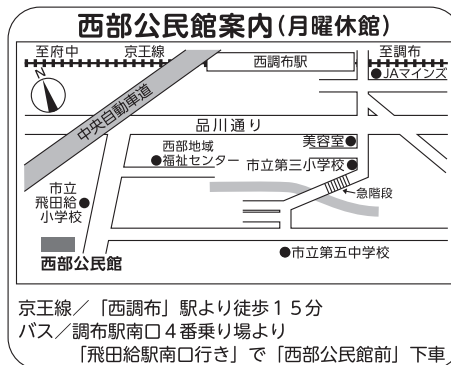 西部公民館案内(月曜休館)
至府中
京王線
西調布駅
至調布
JAマインズ
N
中央自動車道
品川通り
美容室
西部地域
福祉センター
市立第三小学校
急階段
市立
飛田給
小学校
西部公民館
市立第五中学校
京王線/「西調布」駅より徒歩15分
バス/調布駅南口4番乗り場より
「飛田給駅南口行き」で「西部公民館前」下車